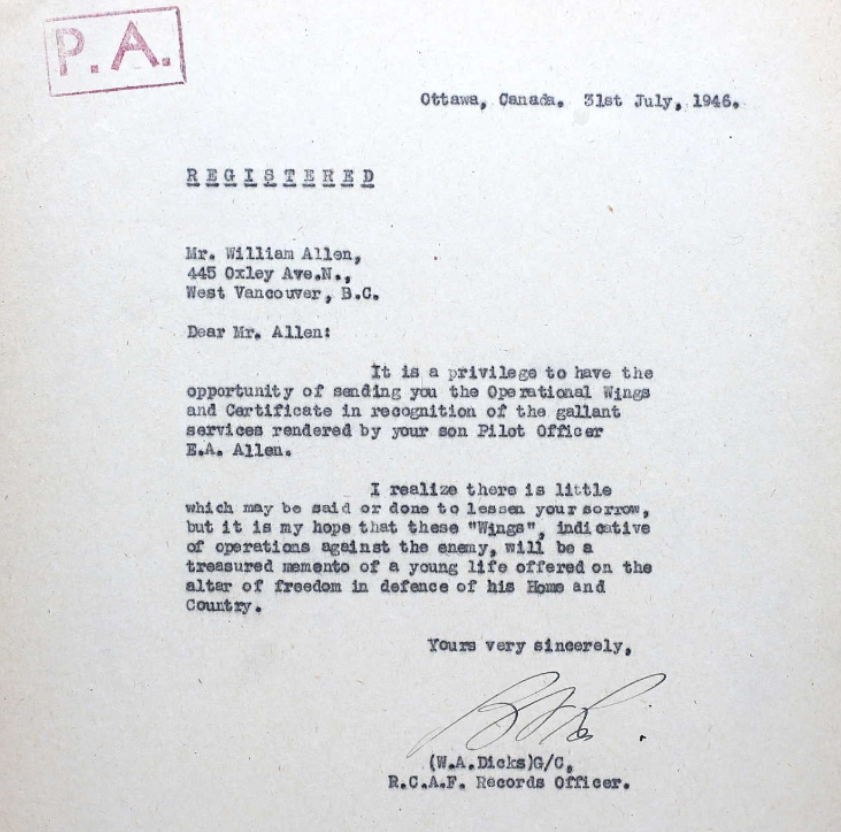 P.A.
Ottawa, Canada. 31st July, 1946.
REGISTERED
Mr. William Allen,
445 Oxley Ave.N.,
West Vancouver, B.C.
Dear Mr. Allen:
It is a privilege to have the
opportunity of sending you the Operational Wings
and Certificate in recognition of the gallant
services rendered by your son Pilot Officer
E.A. Allen.
I realize there is little
which may be said or done to lessen your sorrow,
but it is my hope that these "Wings", indicative
of operations against the enemy, will be a
treasured memento of a young life offered on the
altar of freedom in defence of his Home and
Country.
Yours very sincerely,
(W.A.Dicks)G/C,
R.C.A.F. Records Officer.